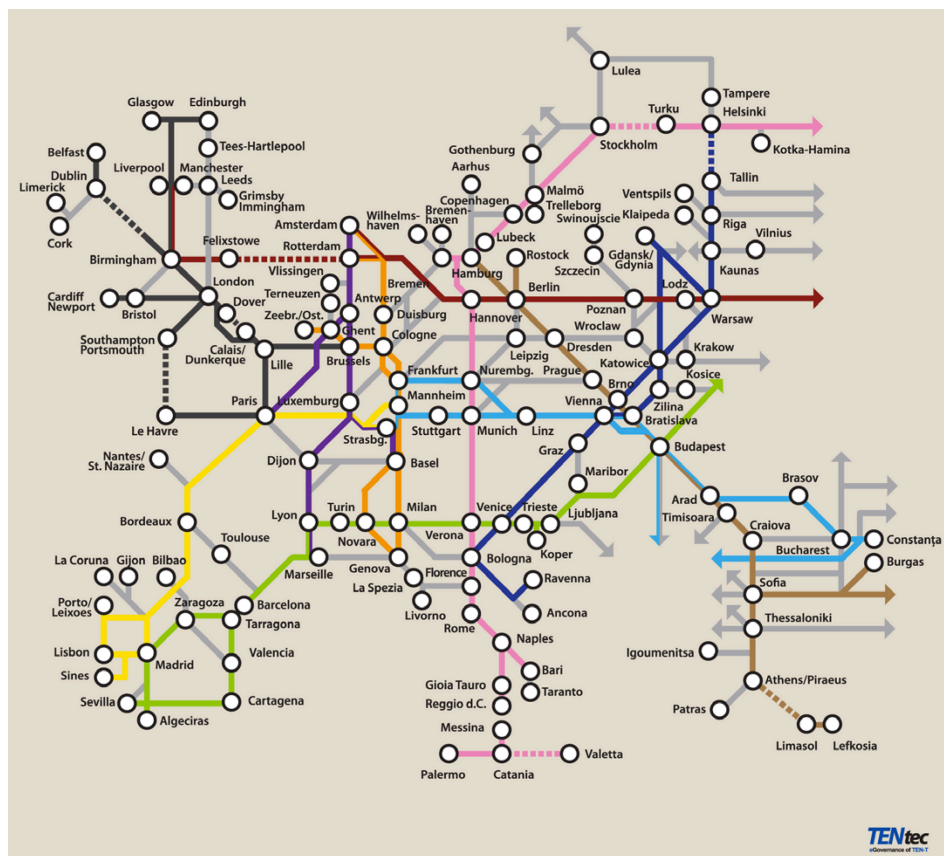 Lulea
Glasgow
Edinburgh
Tampere
Turku
Helsinki
Tees-Hartlepool
Stockholm
Kotka-Hamina
Belfast
Dublin
Liverpool
Manchester
Leeds
Gothenburg
Aarhus
Limerick
Grimsby
Immingham
Copenhagen
Malmö
Trelleborg
Tallin
Ventspils
Klaipeda
Riga
Cork
Amsterdam
Wilhelms-
haven
Bremen-
haven
Swinoujscie
Vilnius
Felixstowe
Rotterdam
Lubeck
Rostock
Gdansk/
Gdynia
Birmingham
Vlissingen
Hamburg
Szczecin
Kaunas
London
Terneuzen
Bremen
Berlin
Lodz
Cardiff
Newport
Bristol
Dover
Zeebr./Ost.
Antwerp
Duisburg
Hannover
Poznan
Warsaw
Southampton
Portsmouth
Calais/
Dunkerque
Lille
Ghent
Brussels
Cologne
Leipzig
Dresden
Wroclaw
Katowice
Krakow
Paris
Luxemburg
Frankfurt
Nurembg.
Prague
Brno
Kosice
Mannheim
Vienna
Zilina
Le Havre
Strasbg.
Stuttgart
Munich
Linz
Bratislava
Nantes/
St. Nazaire
Dijon
Basel
Graz
Budapest
Maribor
Arad
Brasov
Bordeaux
Lyon
Turin
Milan
Venice
Trieste
Ljubljana
Timisoara
Craiova
Toulouse
Novara
Verona
Koper
Bucharest
Constanţa
La Coruna
Gijon
Bilbao
Marseille
Genova
Bologna
Burgas
Florence
La Spezia
Ravenna
Sofia
Porto/
Leixoes
Zaragoza
Barcelona
Livorno
Rome
Ancona
Tarragona
Thessaloniki
Lisbon
Madrid
Valencia
Naples
Igoumenitsa
Sines
Bari
Gioia Tauro
Taranto
Athens/Piraeus
Sevilla
Cartagena
Reggio d.C.
Patras
Algeciras
Messina
Limasol
Lefkosia
Palermo
Catania
Valetta
TENtec
eGovernance of TEN-T